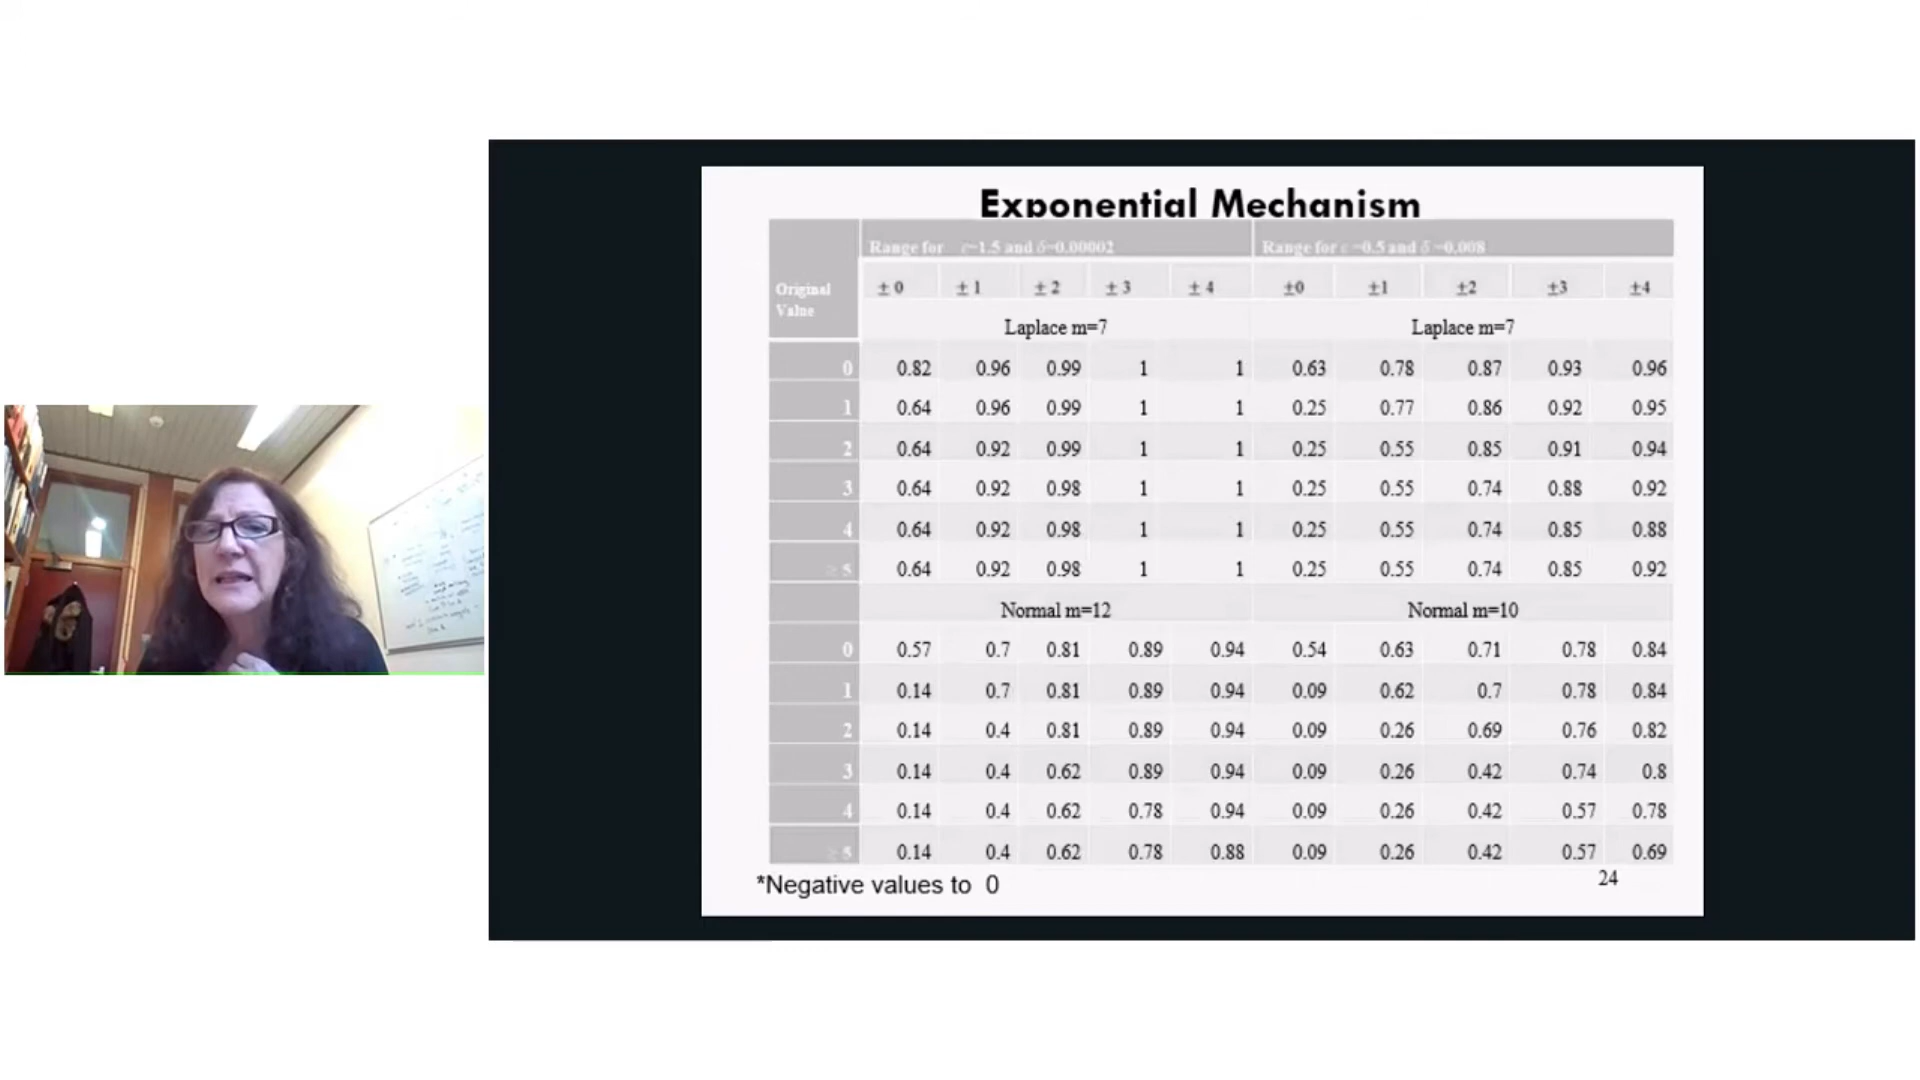 Exponential Mechanism
Range for ε=1.5 and δ=0.00002 Range for ε =0.5 and δ =0.008
Original Value ± 0 ± 1 ± 2 ± 3 ± 4 ±0 ±1 ±2 ±3 ±4
Laplace m=7 Laplace m=7
0 0.82 0.96 0.99 1 1 0.63 0.78 0.87 0.93 0.96
1 0.64 0.96 0.99 1 1 0.25 0.77 0.86 0.92 0.95
2 0.64 0.92 0.99 1 1 0.25 0.55 0.85 0.91 0.94
3 0.64 0.92 0.98 1 1 0.25 0.55 0.74 0.88 0.92
4 0.64 0.92 0.98 1 1 0.25 0.55 0.74 0.85 0.88
≥ 5 0.64 0.92 0.98 1 1 0.25 0.55 0.74 0.85 0.92
Normal m=12 Normal m=10
0 0.57 0.7 0.81 0.89 0.94 0.54 0.63 0.71 0.78 0.84
1 0.14 0.7 0.81 0.89 0.94 0.09 0.62 0.7 0.78 0.84
2 0.14 0.4 0.81 0.89 0.94 0.09 0.26 0.69 0.76 0.82
3 0.14 0.4 0.62 0.89 0.94 0.09 0.26 0.42 0.74 0.8
4 0.14 0.4 0.62 0.78 0.94 0.09 0.26 0.42 0.57 0.78
≥ 5 0.14 0.4 0.62 0.78 0.88 0.09 0.26 0.42 0.57 0.69
*Negative values to 0
24